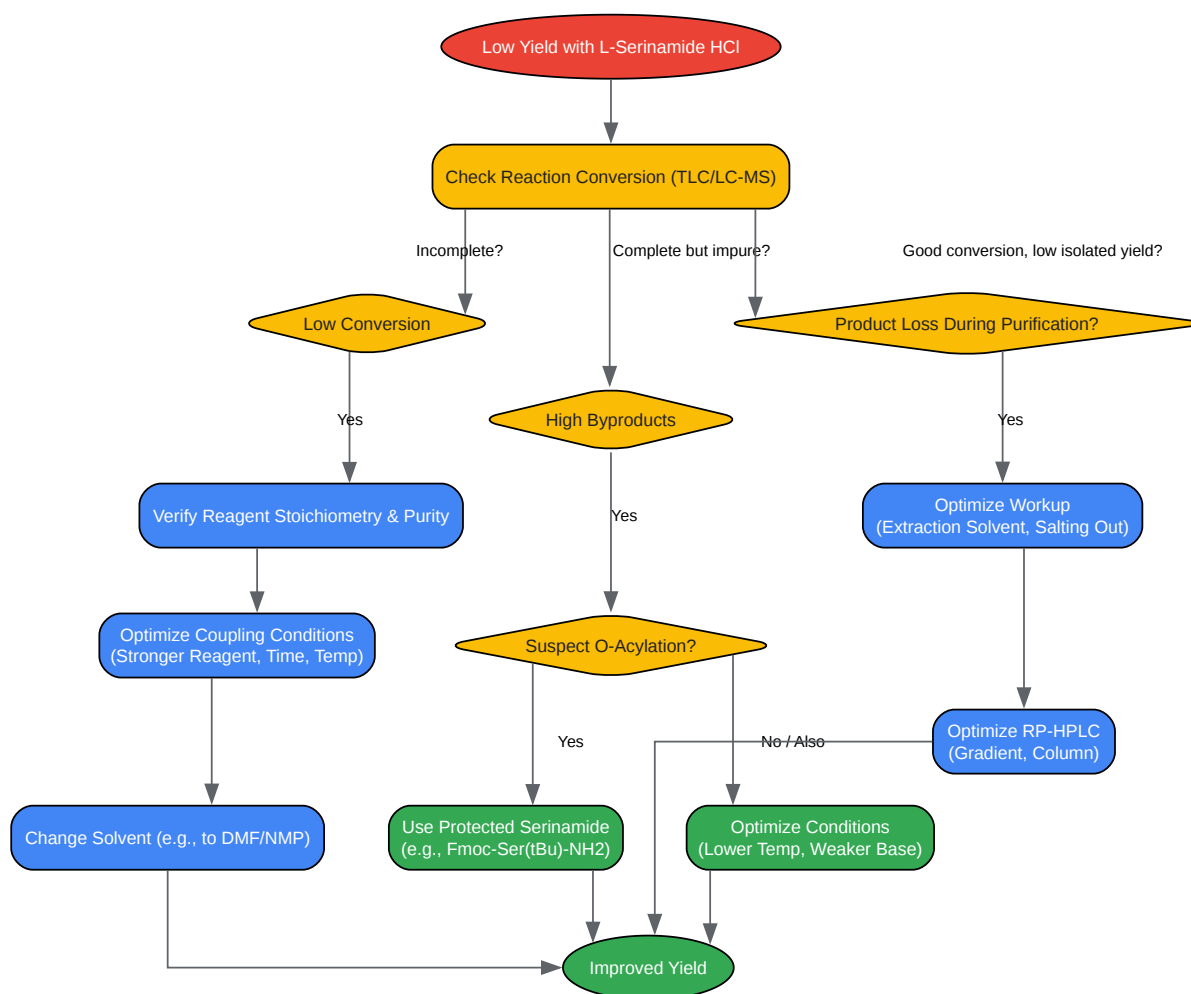 Low Yield with L-Serinamide HCl
Check Reaction Conversion (TLC/LC-MS)
Incomplete?
Complete but impure?
Good conversion, low isolated yield?
Low Conversion
Product Loss During Purification?
High Byproducts
Yes
Yes
Verify Reagent Stoichiometry & Purity
Yes
Optimize Workup
(Extraction Solvent, Salting Out)
Optimize Coupling Conditions
(Stronger Reagent, Time, Temp)
Suspect O-Acylation?
Yes
No / Also
Optimize RP-HPLC
(Gradient, Column)
Change Solvent (e.g., to DMF/NMP)
Use Protected Serinamide
(e.g., Fmoc-Ser(tBu)-NH2)
Optimize Conditions
(Lower Temp, Weaker Base)
Improved Yield